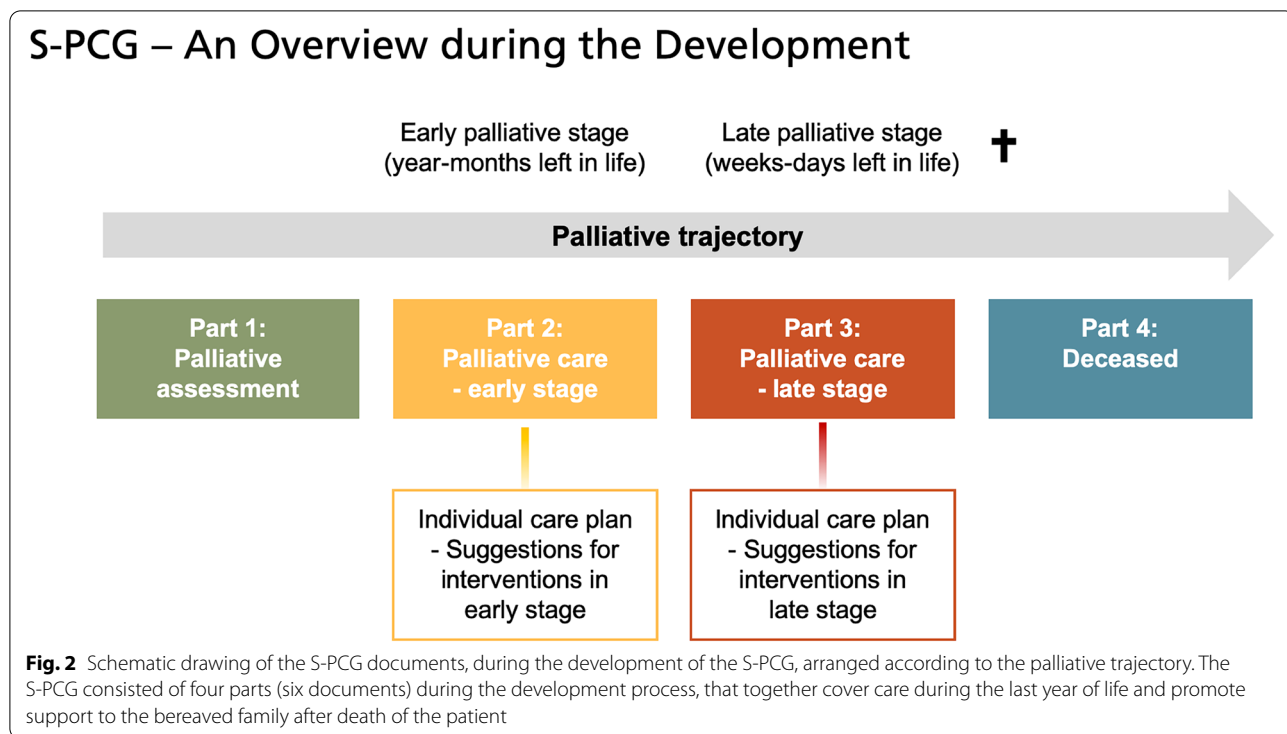 S-PCG – An Overview during the Development
Early palliative stage
(year-months left in life)
Late palliative stage
(weeks-days left in life)
Palliative trajectory
Part 1:
Palliative
assessment
Part 2:
Palliative care
- early stage
Part 3:
Palliative care
- late stage
Part 4:
Deceased
Individual care plan
- Suggestions for
interventions in
early stage
Individual care plan
- Suggestions for
interventions in
late stage
Fig. 2 Schematic drawing of the S-PCG documents, during the development of the S-PCG, arranged according to the palliative trajectory. The
S-PCG consisted of four parts (six documents) during the development process, that together cover care during the last year of life and promote
support to the bereaved family after death of the patient